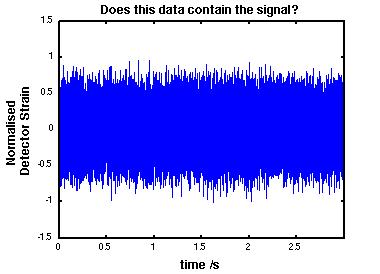 Does this data contain the signal?
1.5
1
0.5
0
-0.5
-1
-1.5
Normalised
Detector Strain
0 0.5 1 1.5 2 2.5
time /s